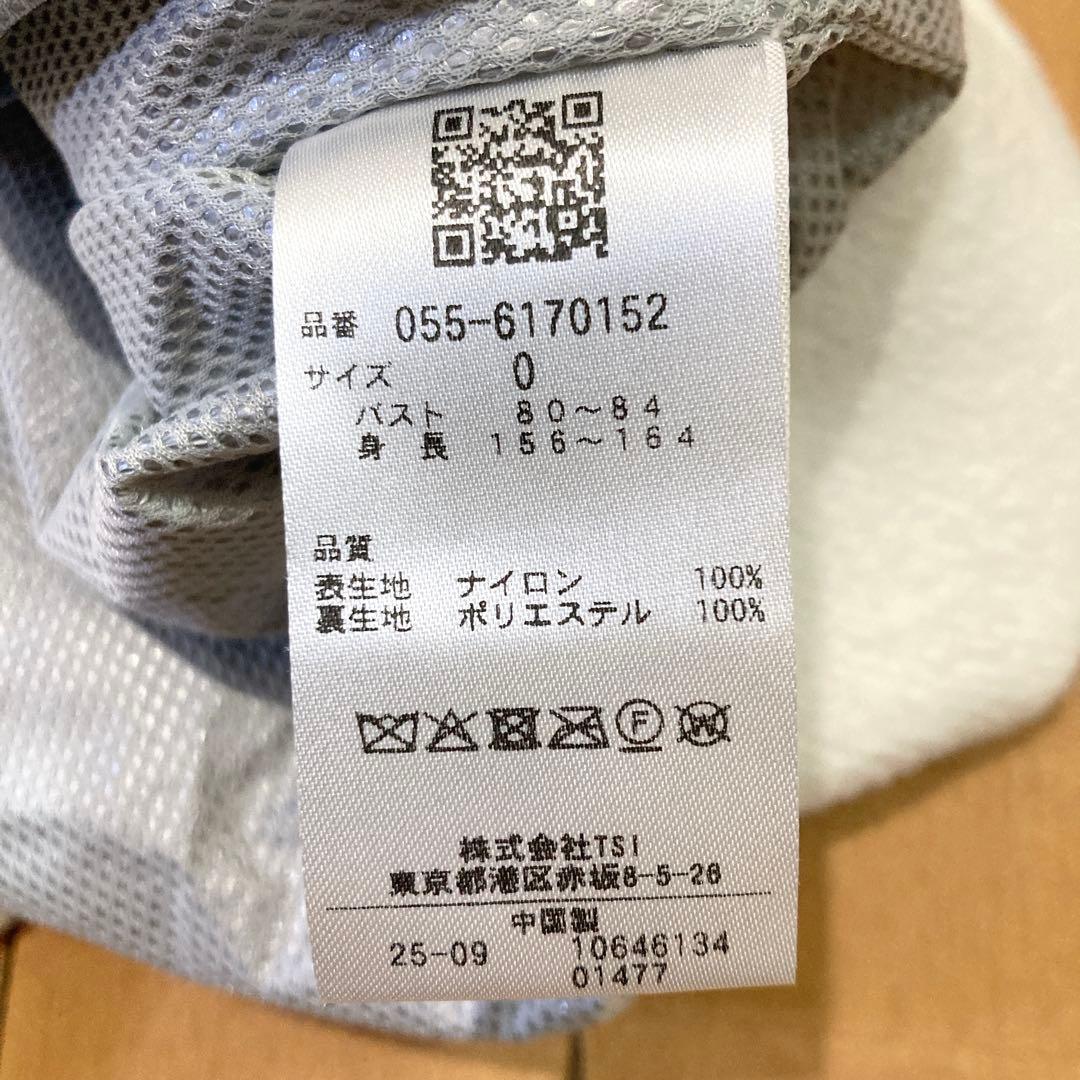 品番 055-6170152
サイズ 0
バスト 80～84
身長 156～164
品質
表生地 ナイロン 100%
裏生地 ポリエステル 100%
F W
株式会社TSI
東京都港区赤坂8-5-26
中国製
25-09 10646134
01477